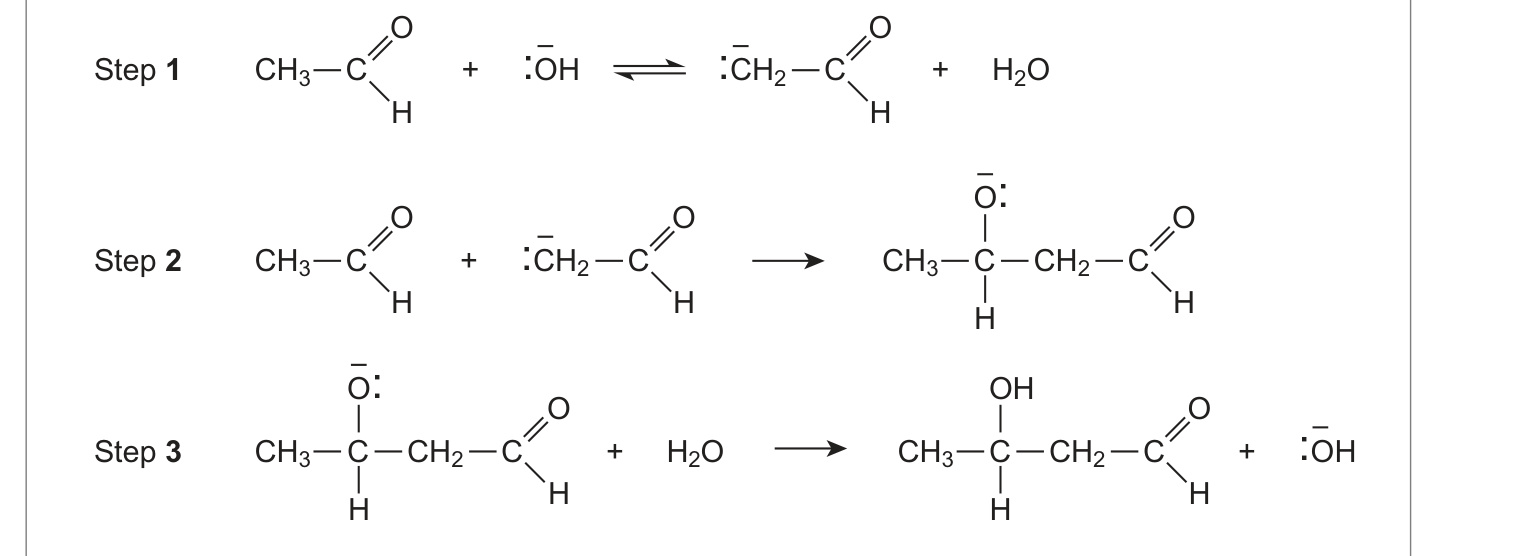 Step 1 CH₃—C(=O)—H + :ŌH ⇌ :C̄H₂—C(=O)—H + H₂O
Step 2 CH₃—C(=O)—H + :C̄H₂—C(=O)—H ⟶ CH₃—C(Ō:)(H)—CH₂—C(=O)—H
Step 3 CH₃—C(Ō:)(H)—CH₂—C(=O)—H + H₂O ⟶ CH₃—C(OH)(H)—CH₂—C(=O)—H + :ŌH